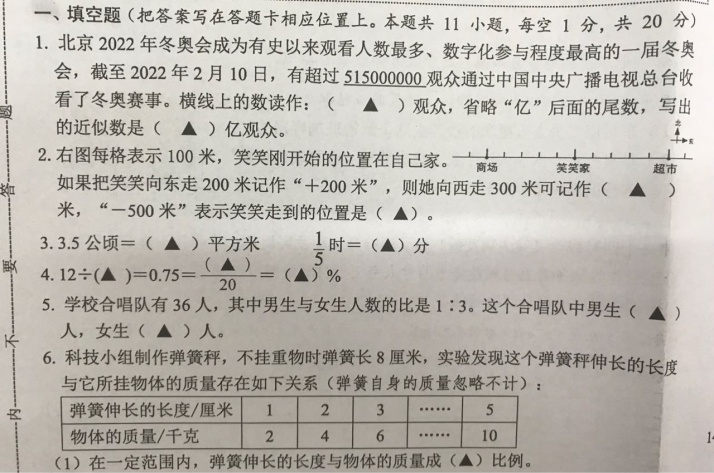 一、填空题（把答案写在答题卡相应位置上。本题共 11 小题，每空 1 分，共 20 分）
1. 北京 2022 年冬奥会成为有史以来观看人数最多、数字化参与程度最高的一届冬奥
会，截至 2022 年 2 月 10 日，有超过 515000000 观众通过中国中央广播电视总台收
看了冬奥赛事。横线上的数读作：（ ▲ ）观众，省略“亿”后面的尾数，写出
的近似数是（ ▲ ）亿观众。
北
2. 右图每格表示 100 米，笑笑刚开始的位置在自己家。
商场 笑笑家 超市
如果把笑笑向东走 200 米记作“＋200 米”，则她向西走 300 米可记作（ ▲ ）
米，“－500 米”表示笑笑走到的位置是（ ▲）。
3. 3.5 公顷＝（ ▲ ）平方米 1/5 时＝（▲）分
4. 12÷(▲ )＝0.75＝（▲）/20＝（▲）%
5. 学校合唱队有 36 人，其中男生与女生人数的比是 1∶3。这个合唱队中男生（ ▲ ）
人，女生（ ▲ ）人。
6. 科技小组制作弹簧秤，不挂重物时弹簧长 8 厘米，实验发现这个弹簧秤伸长的长度
与它所挂物体的质量存在如下关系（弹簧自身的质量忽略不计）：
弹簧伸长的长度/厘米 1 2 3 …… 5
物体的质量/千克 2 4 6 …… 10
（1）在一定范围内，弹簧伸长的长度与物体的质量成（▲）比例。
题
答
要
不
内